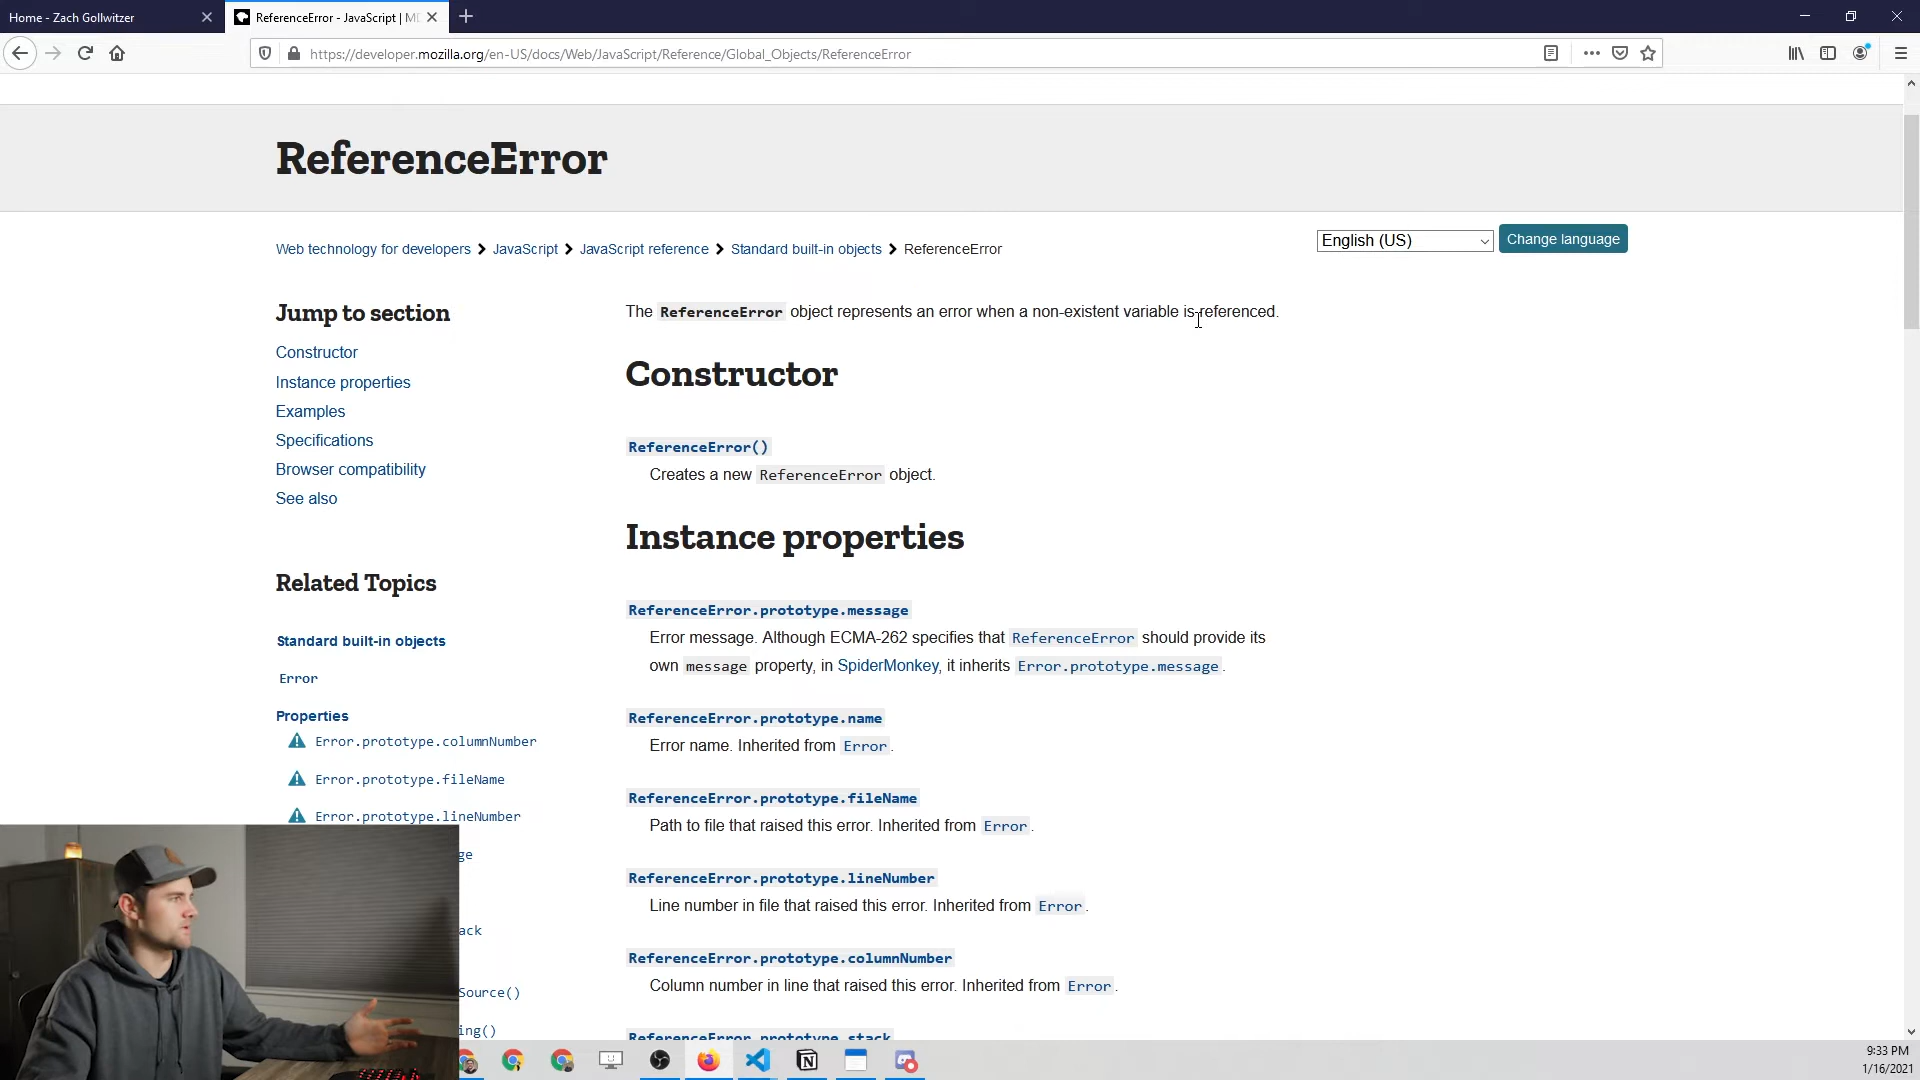 Home - Zach Gollwitzer
ReferenceError - JavaScript | M
https://developer.mozilla.org/en-US/docs/Web/JavaScript/Reference/Global_Objects/ReferenceError
ReferenceError
Web technology for developers JavaScript JavaScript reference Standard built-in objects ReferenceError
English (US)
Change language
Jump to section
Constructor
Instance properties
Examples
Specifications
Browser compatibility
See also
Related Topics
Standard built-in objects
Error
Properties
Error.prototype.columnNumber
Error.prototype.fileName
Error.prototype.lineNumber
ge
ack
Source()
ing()
The ReferenceError object represents an error when a non-existent variable is referenced.
Constructor
ReferenceError()
Creates a new ReferenceError object.
Instance properties
ReferenceError.prototype.message
Error message. Although ECMA-262 specifies that ReferenceError should provide its
own message property, in SpiderMonkey, it inherits Error.prototype.message.
ReferenceError.prototype.name
Error name. Inherited from Error.
ReferenceError.prototype.fileName
Path to file that raised this error. Inherited from Error.
ReferenceError.prototype.lineNumber
Line number in file that raised this error. Inherited from Error.
ReferenceError.prototype.columnNumber
Column number in line that raised this error. Inherited from Error.
ReferenceError.prototype.stack
9:33 PM
1/16/2021